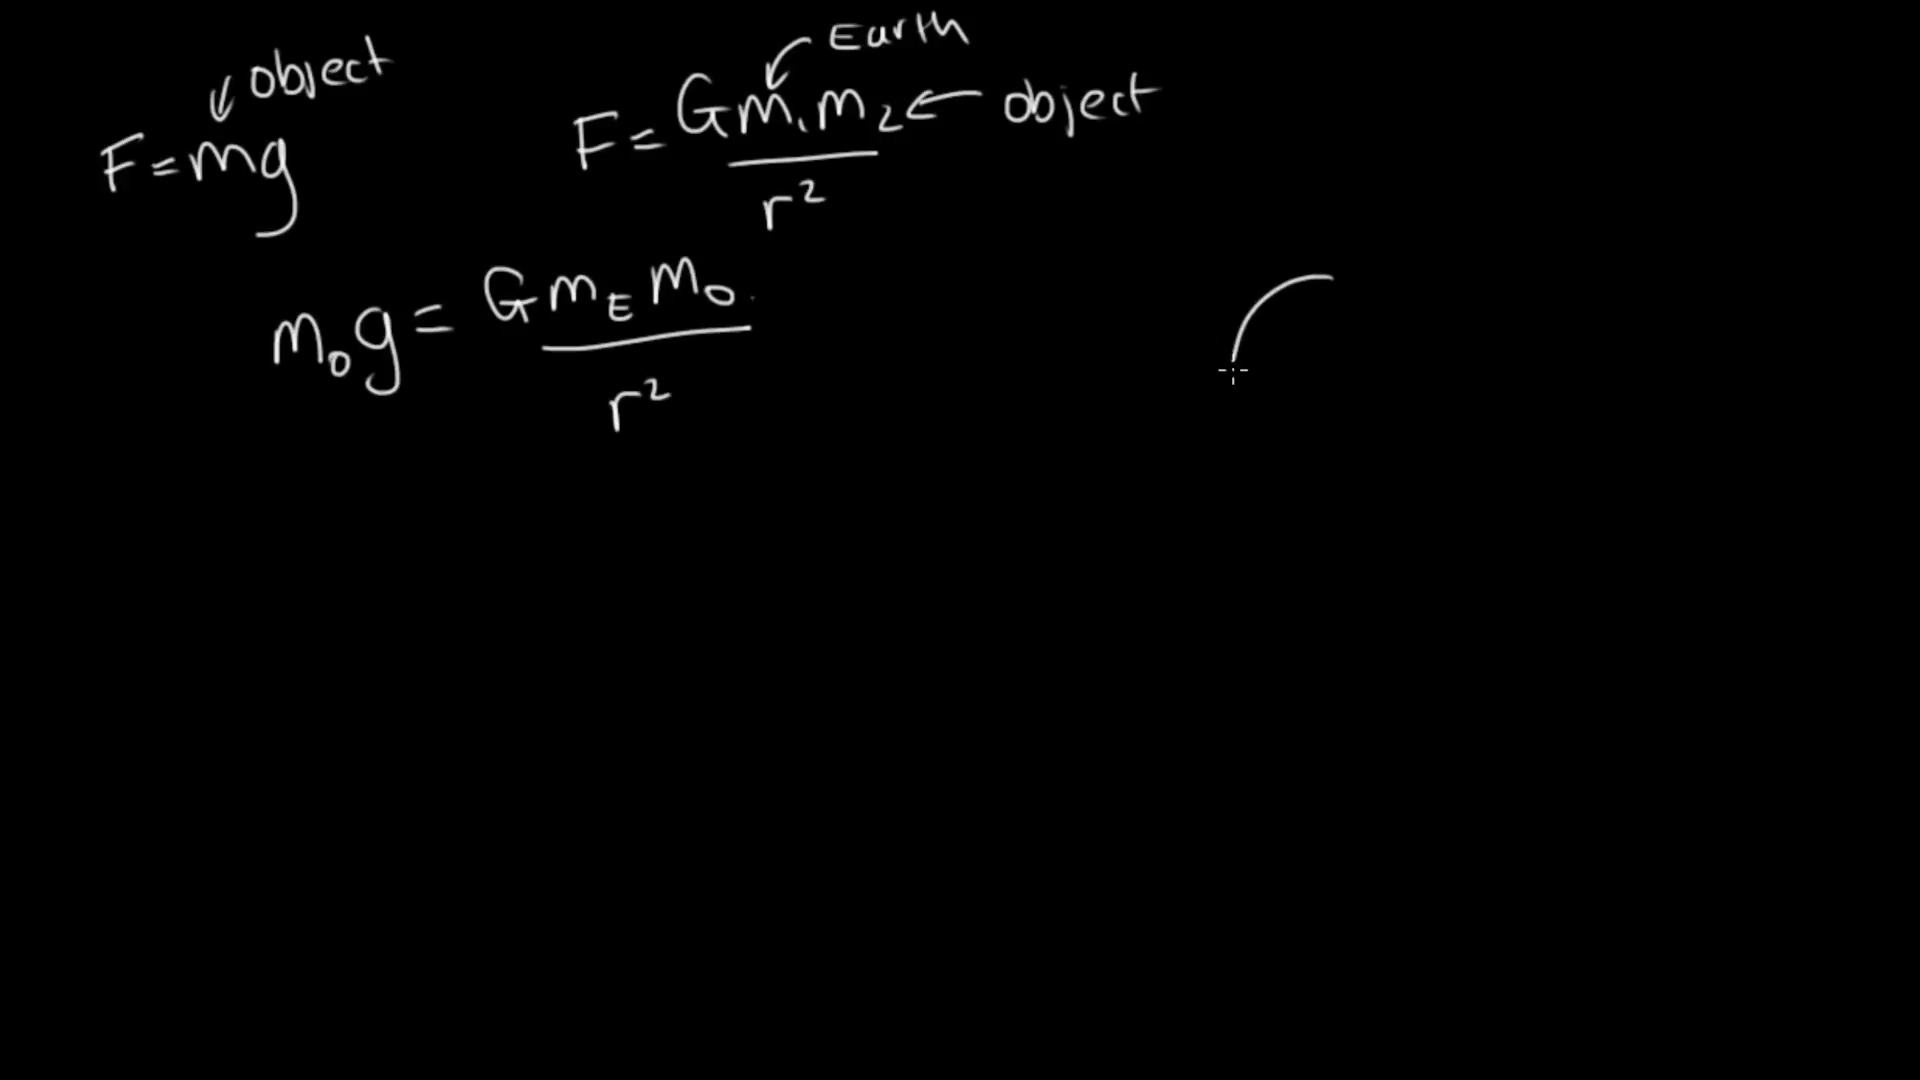 Earth
object
F=mg
F=Gm₁m₂/r² object
m₀g=Gm_E m₀/r²